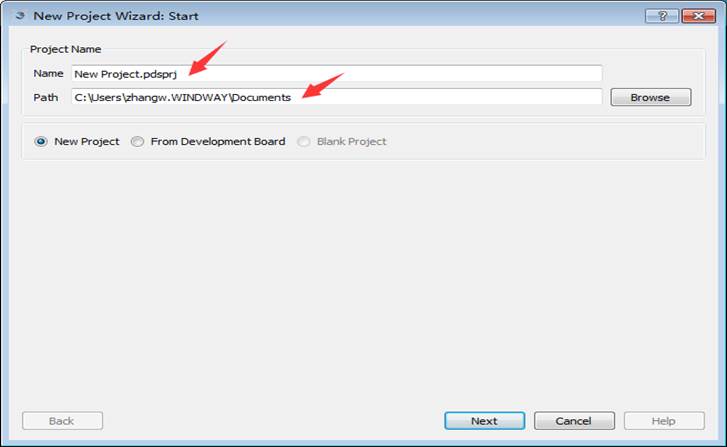 New Project Wizard: Start
Project Name
Name New Project.pdsprj
Path C:\Users\zhangw.WINDWAY\Documents Browse
New Project From Development Board Blank Project
Back Next Cancel Help